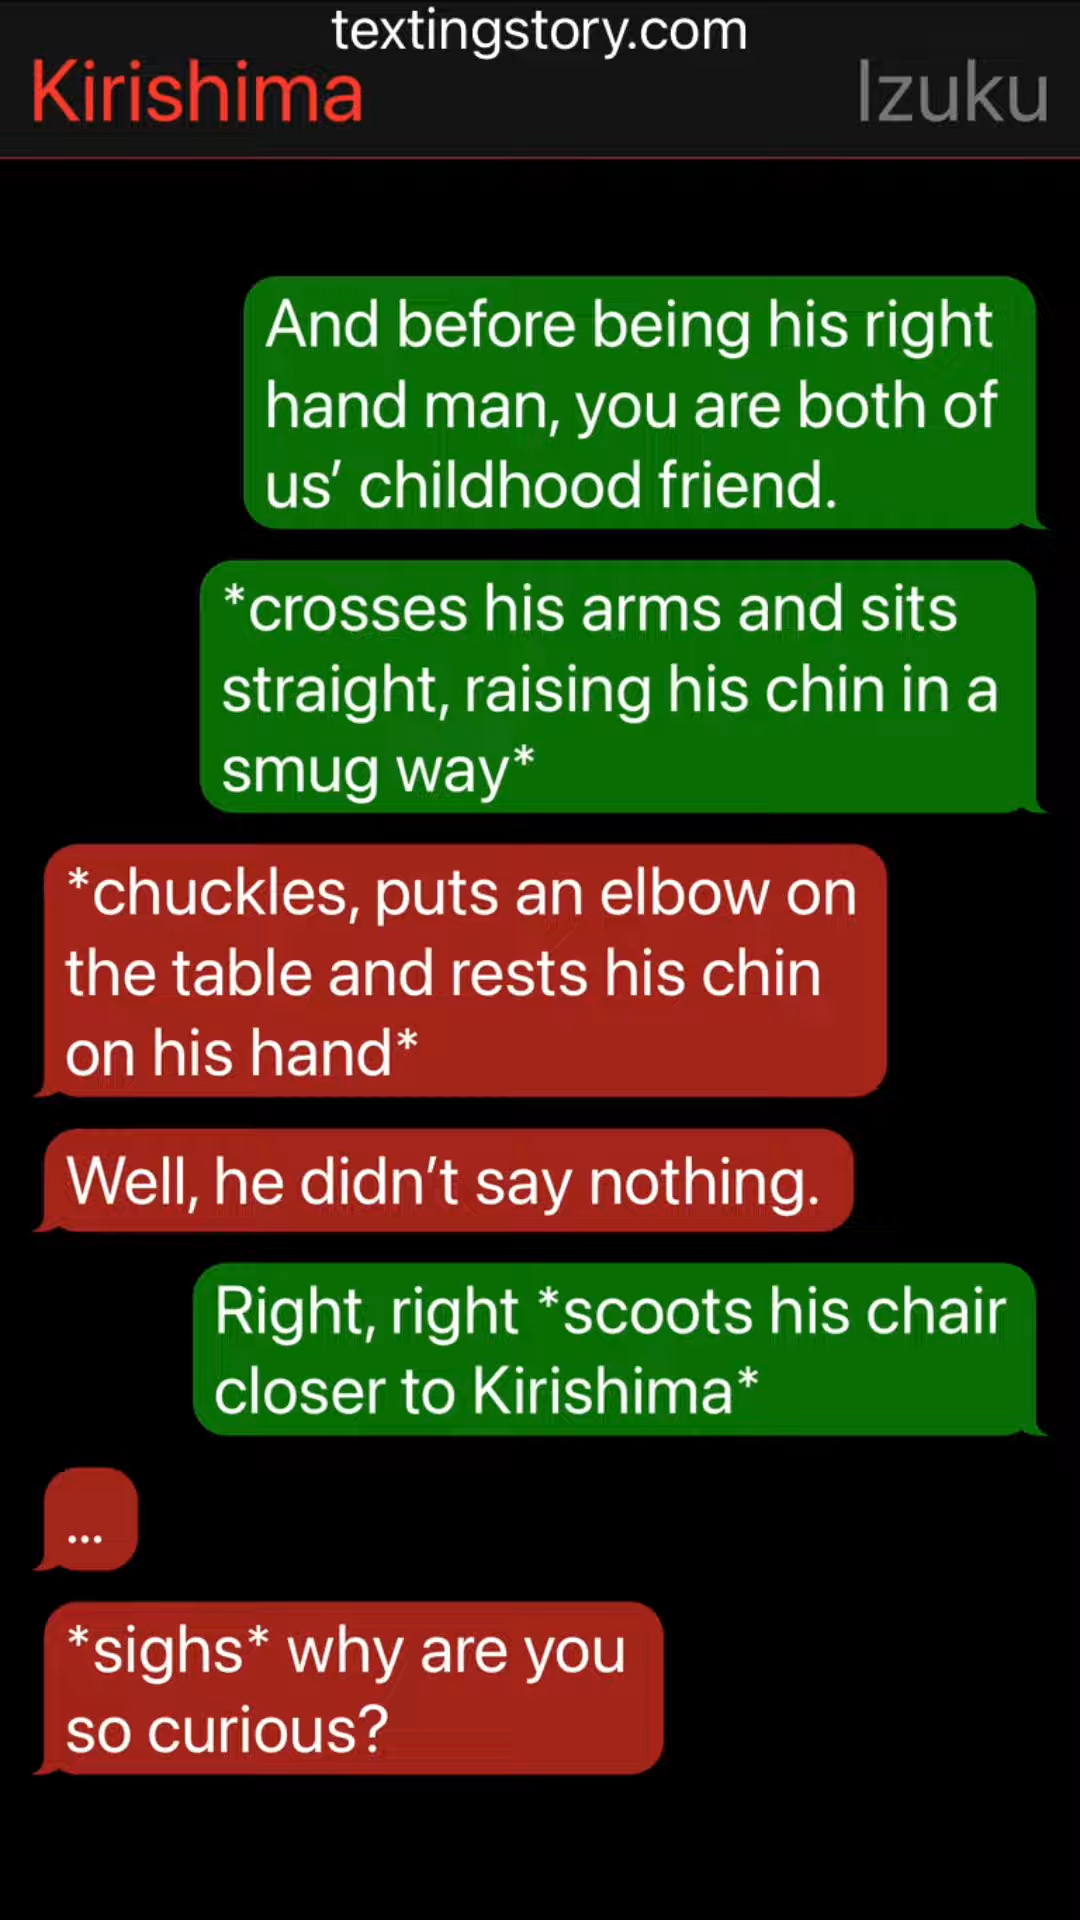 textingstory.com
Kirishima
Izuku
And before being his right
hand man, you are both of
us’ childhood friend.
*crosses his arms and sits
straight, raising his chin in a
smug way*
*chuckles, puts an elbow on
the table and rests his chin
on his hand*
Well, he didn’t say nothing.
Right, right *scoots his chair
closer to Kirishima*
...
*sighs* why are you
so curious?